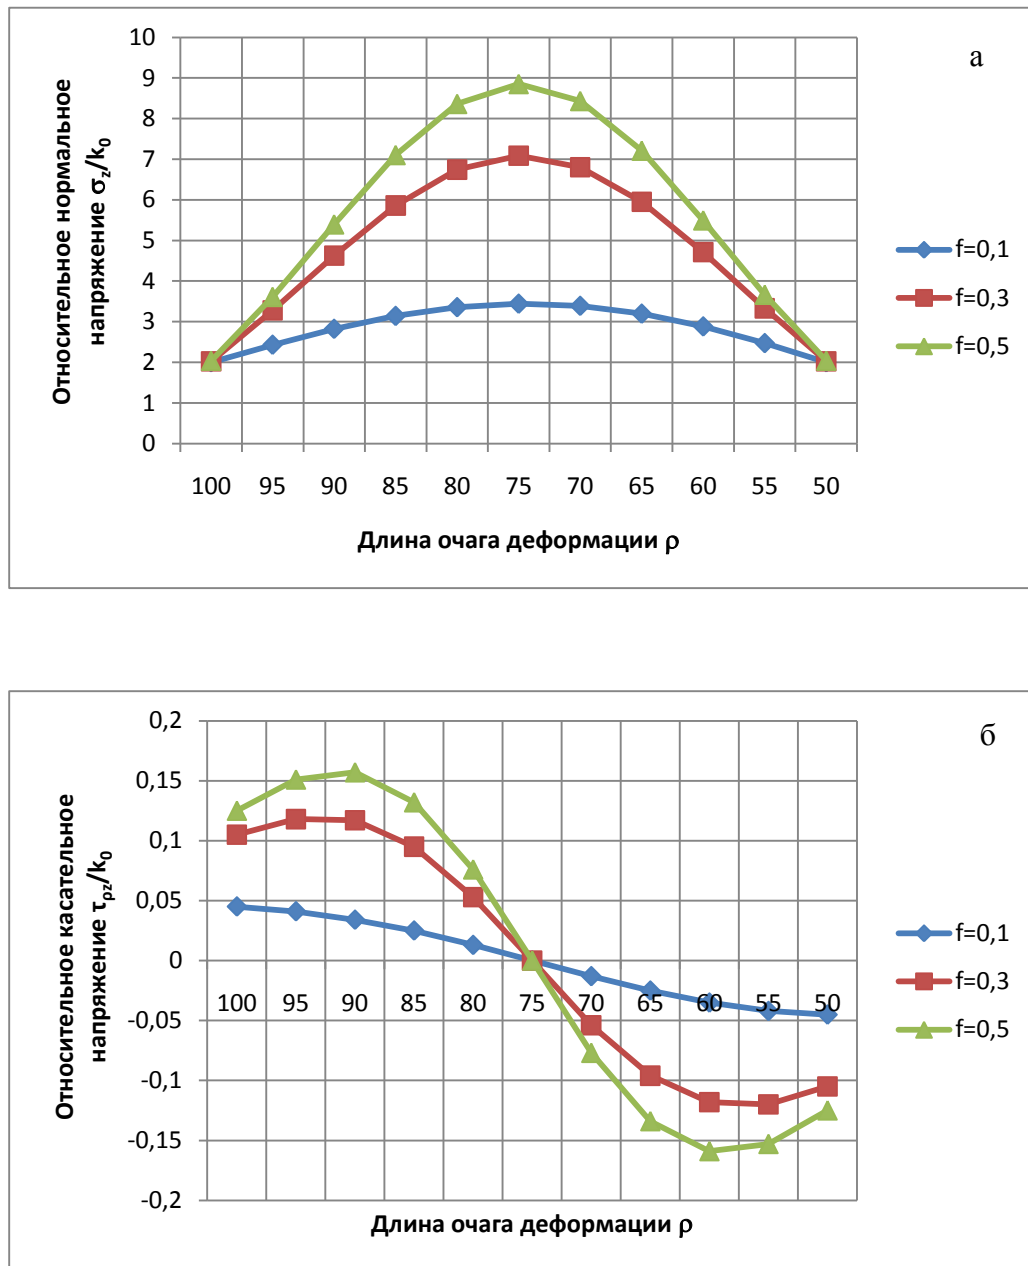 а
Относительное нормальное
напряжение σz/k0
10
9
8
7
6
5
4
3
2
1
0
100 95 90 85 80 75 70 65 60 55 50
Длина очага деформации ρ
f=0,1
f=0,3
f=0,5
б
Относительное касательное
напряжение τρz/k0
0,2
0,15
0,1
0,05
0
-0,05
-0,1
-0,15
-0,2
100 95 90 85 80 75 70 65 60 55 50
Длина очага деформации ρ
f=0,1
f=0,3
f=0,5